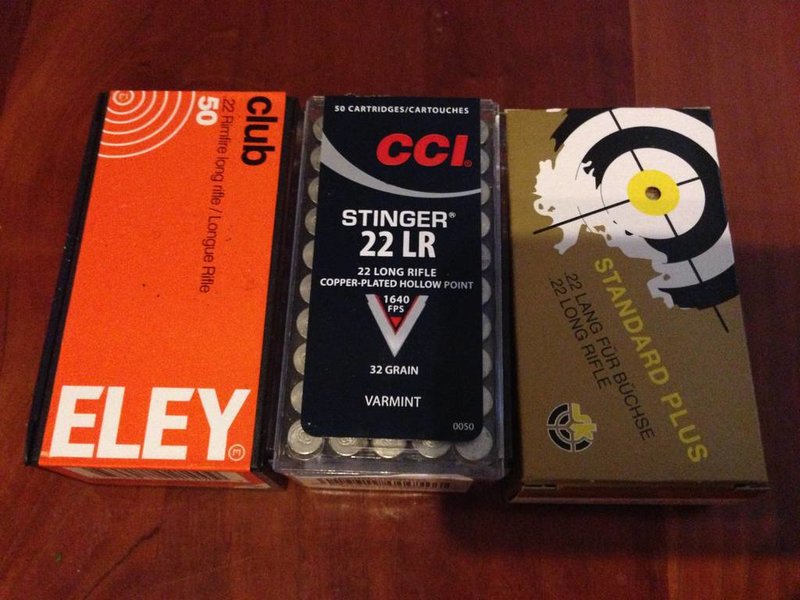 club
50
.22 Rimfire long rifle / Longue Rifle
ELEY
E
50 CARTRIDGES/CARTOUCHES
CCI®
STINGER®
22 LR
22 LONG RIFLE
COPPER-PLATED HOLLOW POINT
1640
FPS
32 GRAIN
VARMINT
0050
STANDARD PLUS
.22 LANG FÜR BÜCHSE
.22 LONG RIFLE
SK